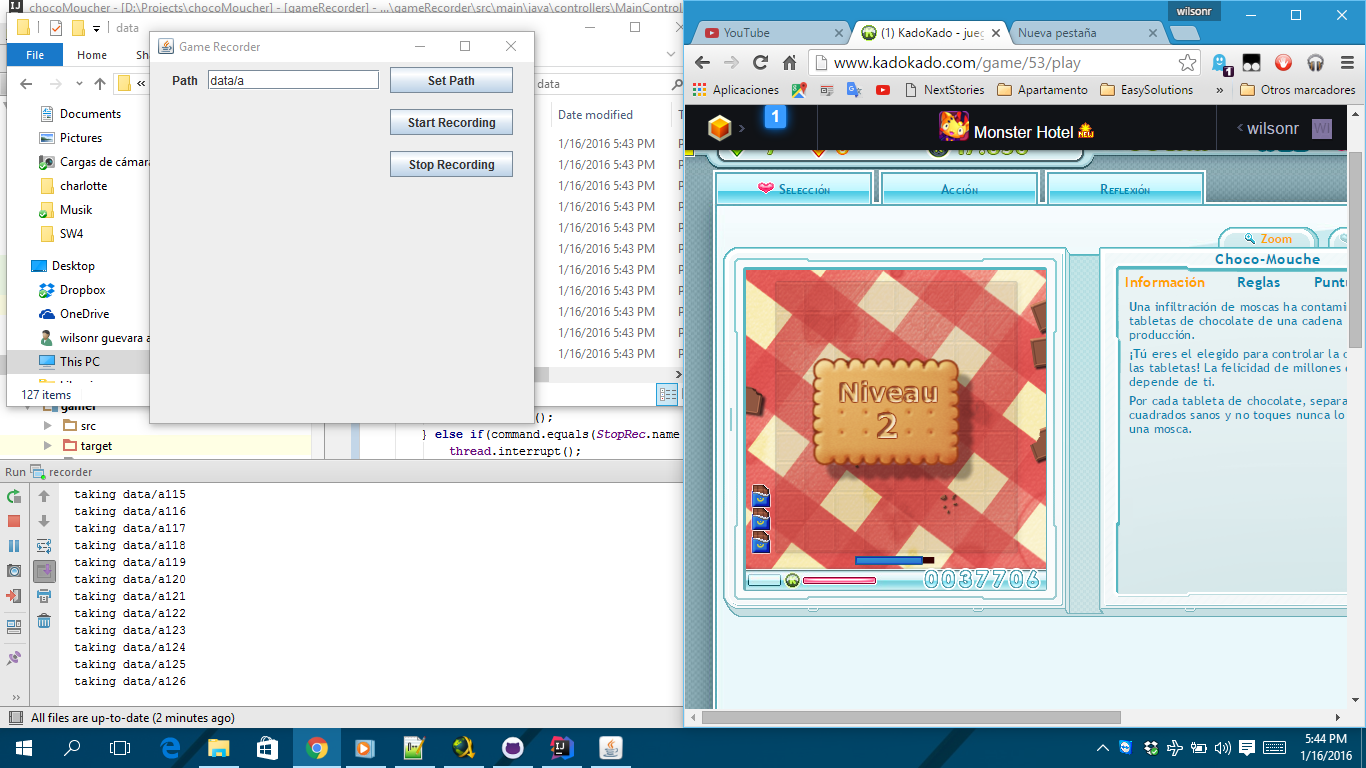 chocoMoucher - [D:\Projects\chocoMoucher] - [gameRecorder] - ...\gameRecorder\src\main\java\controllers\MainControl
data
File
Home
Documents
Pictures
Cargas de cámara
charlotte
Musik
SW4
Desktop
Dropbox
OneDrive
wilsonr guevara a
This PC
127 items
data
Date modified
1/16/2016 5:43 PM
1/16/2016 5:43 PM
1/16/2016 5:43 PM
1/16/2016 5:43 PM
1/16/2016 5:43 PM
1/16/2016 5:43 PM
1/16/2016 5:43 PM
1/16/2016 5:43 PM
1/16/2016 5:43 PM
1/16/2016 5:43 PM
1/16/2016 5:43 PM
Game Recorder
Path
data/a
Set Path
Start Recording
Stop Recording
gamer
src
target
();
} else if(command.equals(StopRec.name
thread.interrupt();
Run recorder
taking data/a115
taking data/a116
taking data/a117
taking data/a118
taking data/a119
taking data/a120
taking data/a121
taking data/a122
taking data/a123
taking data/a124
taking data/a125
taking data/a126
All files are up-to-date (2 minutes ago)
wilsonr
YouTube
(1) KadoKado - jueg
Nueva pestaña
www.kadokado.com/game/53/play
1
Aplicaciones
NextStories
Apartamento
EasySolutions
»
Otros marcadores
1
Monster Hotel
NEW
wilsonr
WI
Selección
Acción
Reflexión
Zoom
Choco-Mouche
Información
Reglas
Puntu
Una infiltración de moscas ha contami
tabletas de chocolate de una cadena
producción.
¡Tú eres el elegido para controlar la c
las tabletas! La felicidad de millones d
depende de ti.
Por cada tableta de chocolate, separa
cuadrados sanos y no toques nunca lo
una mosca.
Niveau
2
0037706
5:44 PM
1/16/2016